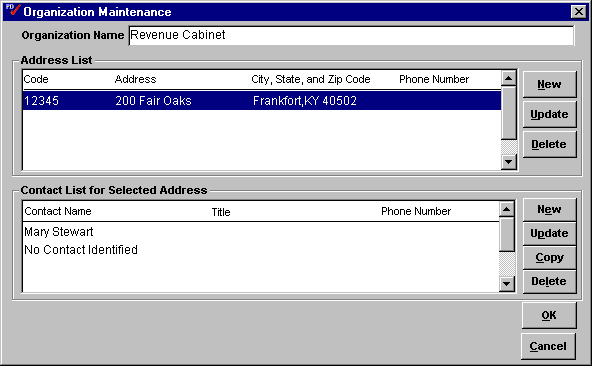 PD Organization Maintenance
Organization Name Revenue Cabinet
Address List
Code Address City, State, and Zip Code Phone Number
12345 200 Fair Oaks Frankfort,KY 40502
New
Update
Delete
Contact List for Selected Address
Contact Name Title Phone Number
Mary Stewart
No Contact Identified
New
Update
Copy
Delete
OK
Cancel